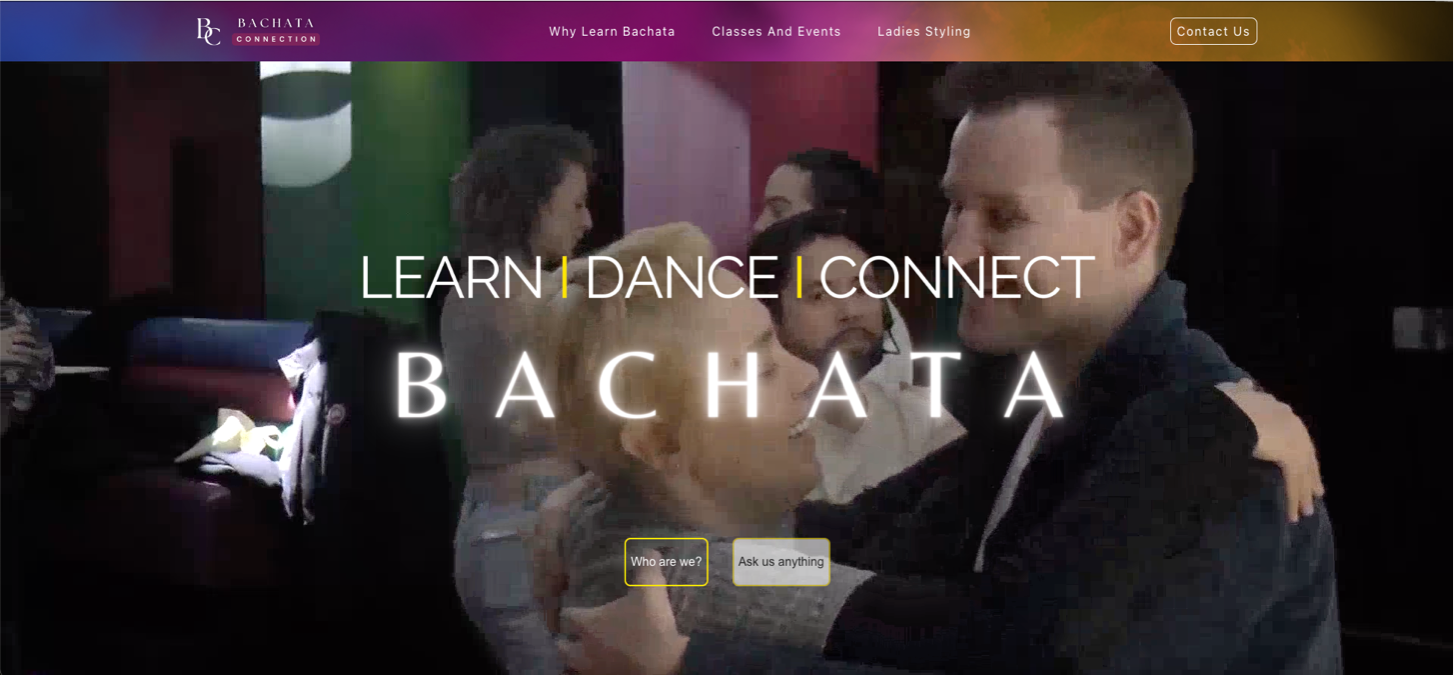 BC BACHATA
CONNECTION
Why Learn Bachata
Classes And Events
Ladies Styling
Contact Us
LEARN | DANCE | CONNECT
BACHATA
Who are we?
Ask us anything